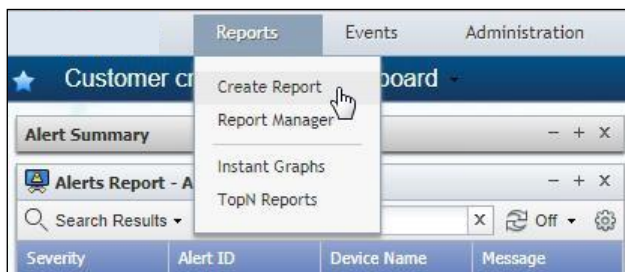 Reports Events Administration
Customer cr board
Create Report
Report Manager
Alert Summary
Instant Graphs
Alerts Report - A
TopN Reports
Search Results x Off
Severity Alert ID Device Name Message